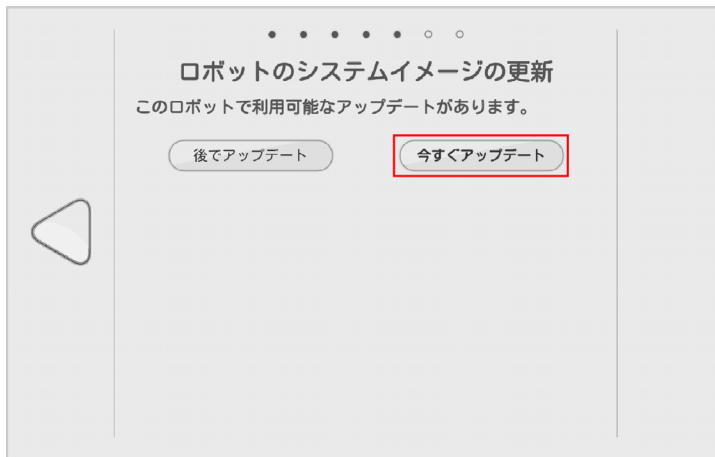 ロボットのシステムイメージの更新
このロボットで利用可能なアップデートがあります。
後でアップデート
今すぐアップデート